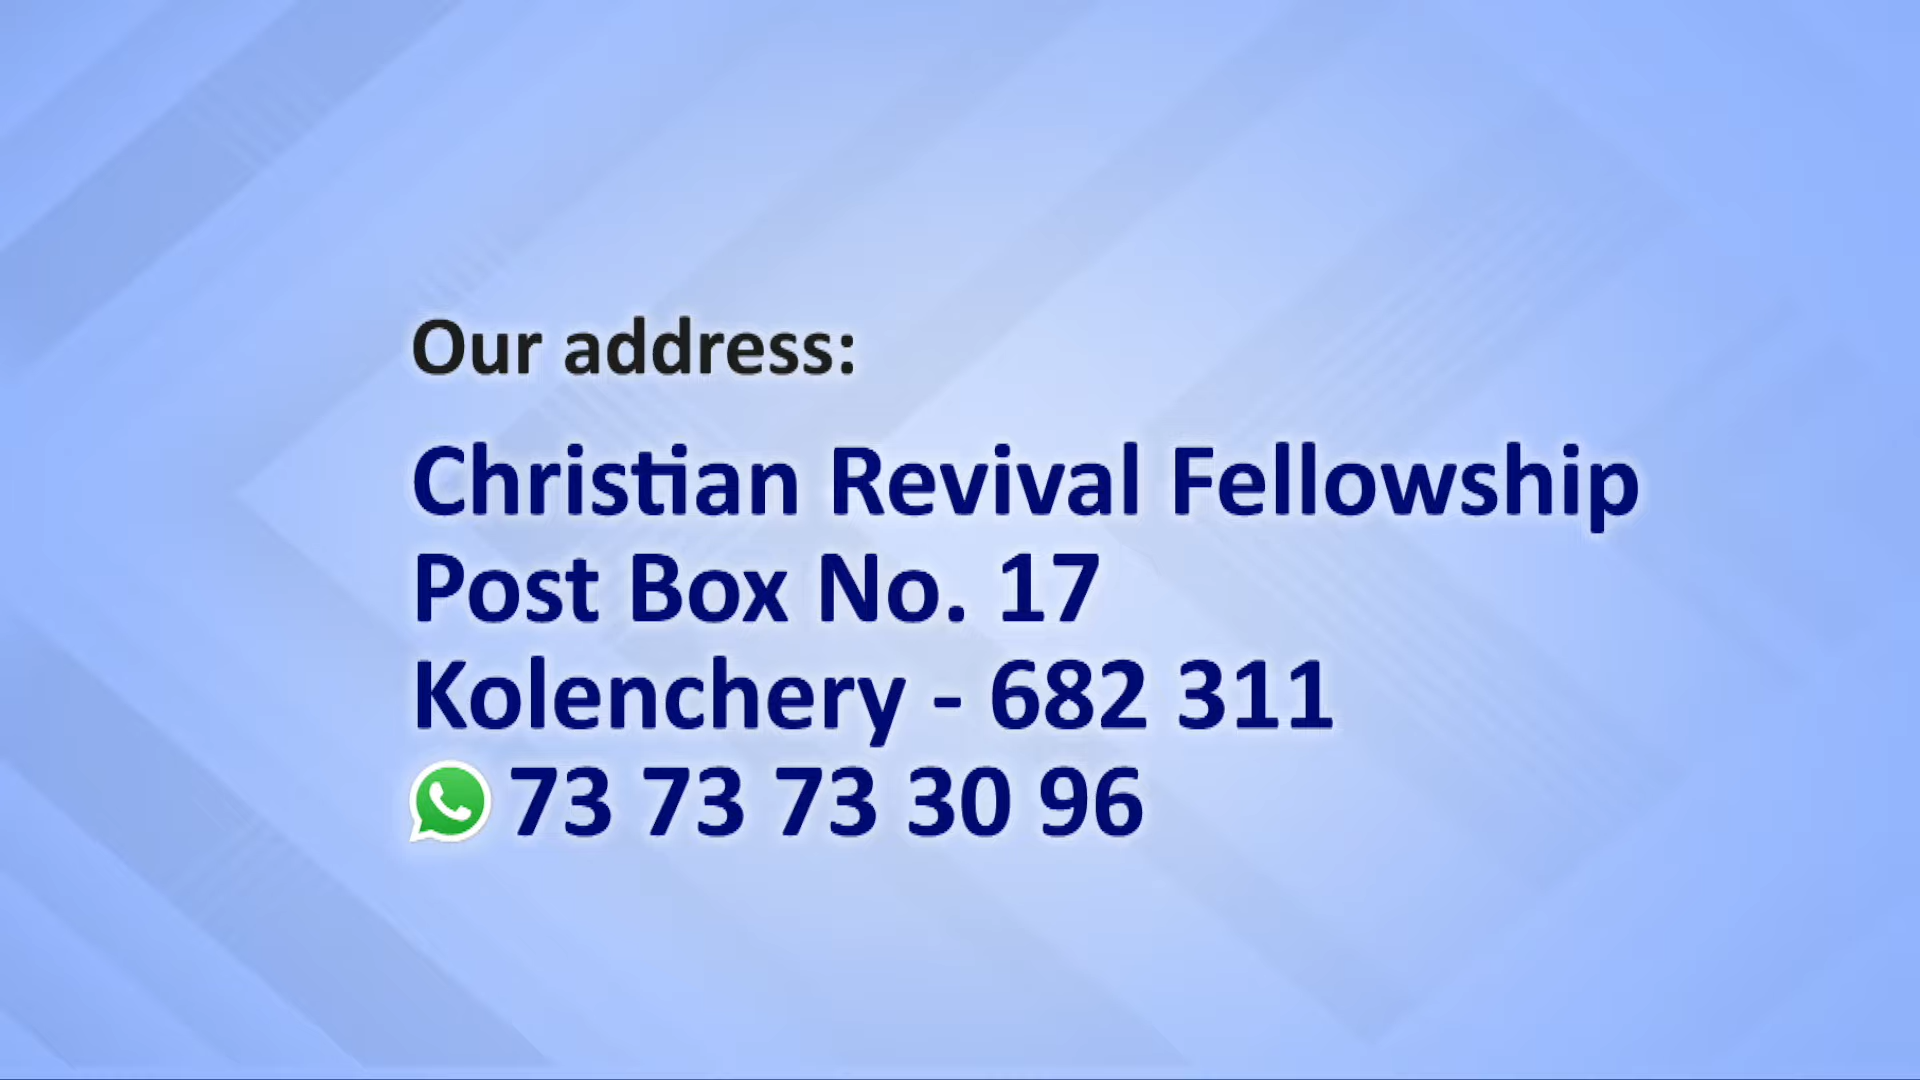 Our address:
Christian Revival Fellowship
Post Box No. 17
Kolenchery - 682 311
73 73 73 30 96